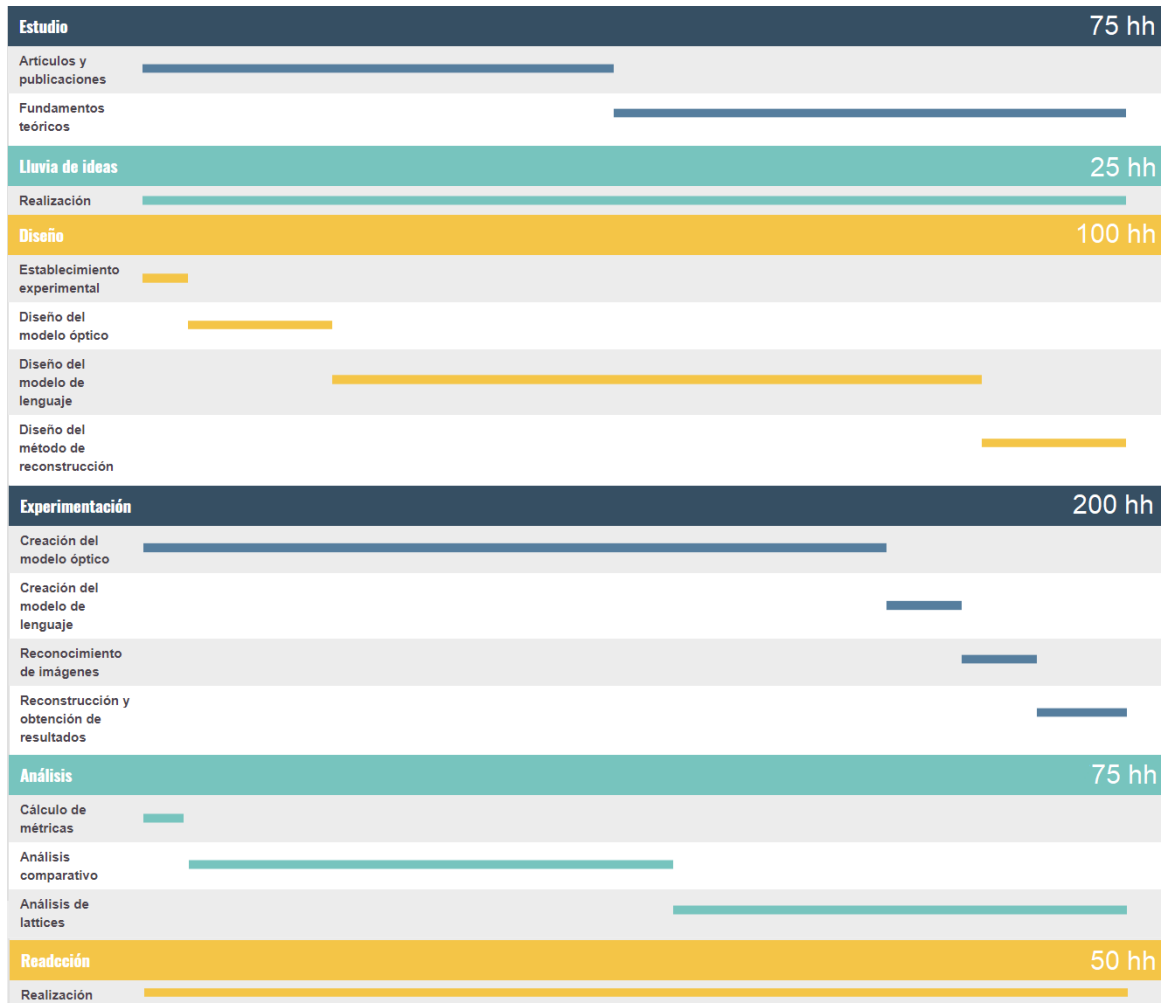 Estudio 75 hh
Artículos y
publicaciones
Fundamentos
teóricos
Lluvia de ideas 25 hh
Realización
Diseño 100 hh
Establecimiento
experimental
Diseño del
modelo óptico
Diseño del
modelo de
lenguaje
Diseño del
método de
reconstrucción
Experimentación 200 hh
Creación del
modelo óptico
Creación del
modelo de
lenguaje
Reconocimiento
de imágenes
Reconstrucción y
obtención de
resultados
Análisis 75 hh
Cálculo de
métricas
Análisis
comparativo
Análisis de
lattices
Readcción 50 hh
Realización